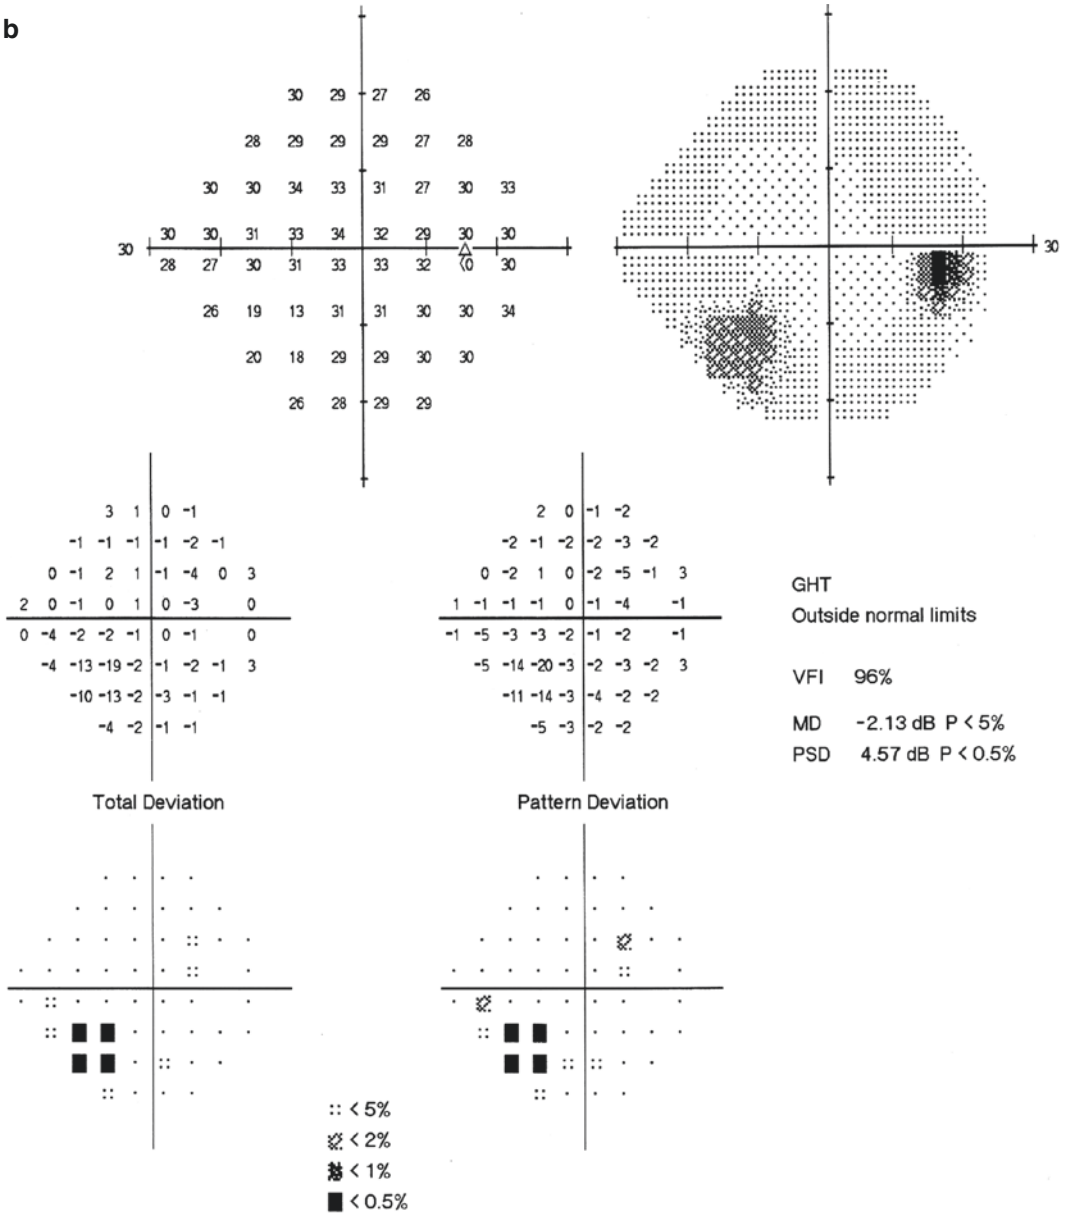 b
30 29 27 26
28 29 29 29 27 28
30 30 34 33 31 27 30 33
30 30 31 33 34 32 29 30 30
30
30
28 27 30 31 33 33 32 <0 30
26 19 13 31 31 30 30 34
20 18 29 29 30 30
26 28 29 29
3 1 0 -1
2 0 -1 -2
-1 -1 -1 -1 -2 -1
-2 -1 -2 -2 -3 -2
0 -1 2 1 -1 -4 0 3
0 -2 1 0 -2 -5 -1 3
2 0 -1 0 1 0 -3 0
1 -1 -1 -1 0 -1 -4 -1
0 -4 -2 -2 -1 0 -1 0
-1 -5 -3 -3 -2 -1 -2 -1
-4 -13 -19 -2 -1 -2 -1 3
-5 -14 -20 -3 -2 -3 -2 3
-10 -13 -2 -3 -1 -1
-11 -14 -3 -4 -2 -2
-4 -2 -1 -1
-5 -3 -2 -2
GHT
Outside normal limits
VFI 96%
MD -2.13 dB P < 5%
PSD 4.57 dB P < 0.5%
Total Deviation
Pattern Deviation
< 5%
< 2%
< 1%
< 0.5%